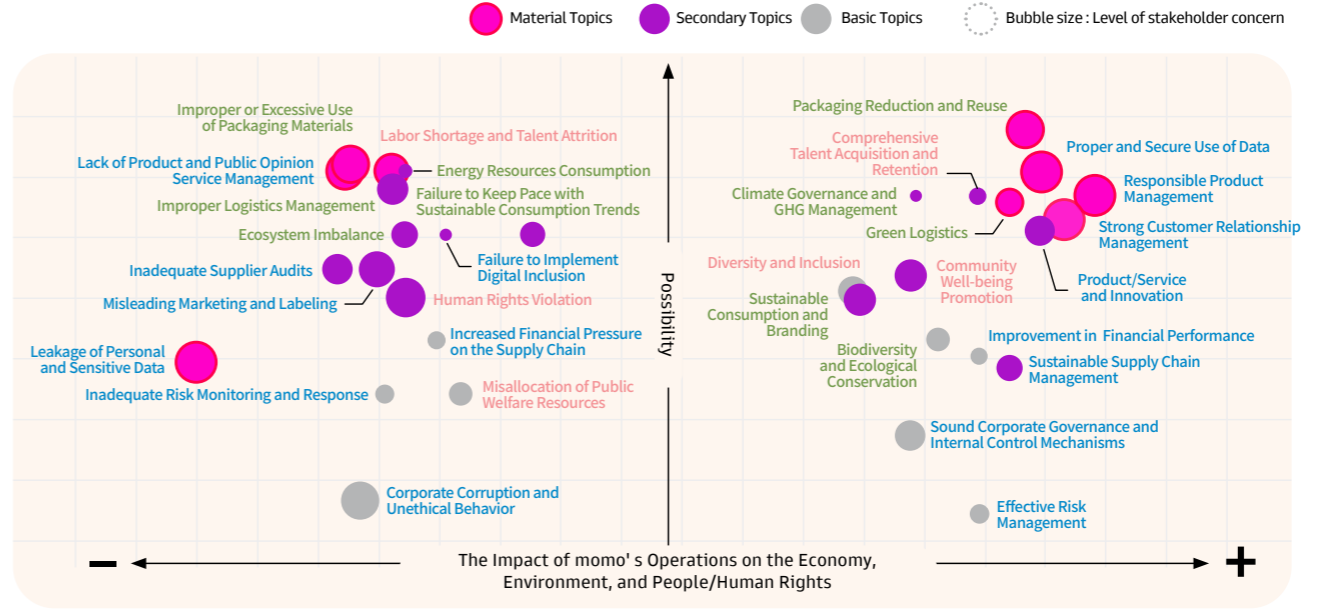 Material Topics
Secondary Topics
Basic Topics
Bubble size : Level of stakeholder concern
Improper or Excessive Use
of Packaging Materials
Labor Shortage and Talent Attrition
Lack of Product and Public Opinion
Service Management
Energy Resources Consumption
Improper Logistics Management
Failure to Keep Pace with
Sustainable Consumption Trends
Ecosystem Imbalance
Failure to Implement
Digital Inclusion
Inadequate Supplier Audits
Misleading Marketing and Labeling
Human Rights Violation
Increased Financial Pressure
on the Supply Chain
Leakage of Personal
and Sensitive Data
Inadequate Risk Monitoring and Response
Misallocation of Public
Welfare Resources
Corporate Corruption and
Unethical Behavior
Possibility
Packaging Reduction and Reuse
Comprehensive
Talent Acquisition and
Retention
Proper and Secure Use of Data
Climate Governance and
GHG Management
Responsible Product
Management
Green Logistics
Strong Customer Relationship
Management
Diversity and Inclusion
Community
Well-being
Promotion
Product/Service
and Innovation
Sustainable
Consumption and
Branding
Improvement in Financial Performance
Biodiversity
and Ecological
Conservation
Sustainable Supply Chain
Management
Sound Corporate Governance and
Internal Control Mechanisms
Effective Risk
Management
−
The Impact of momo' s Operations on the Economy,
Environment, and People/Human Rights
+